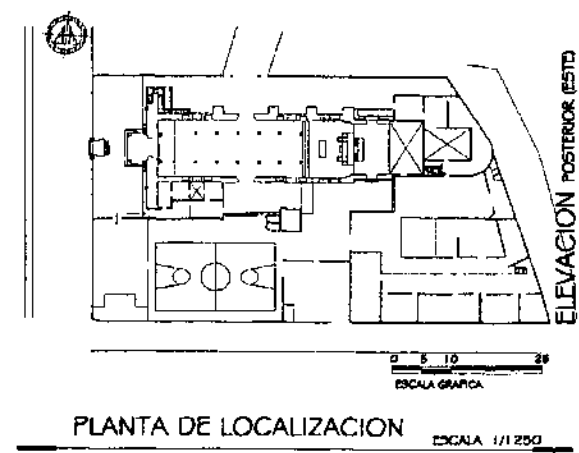 ELEVACION POSTERIOR (ESTE)
0 5 10 25
ESCALA GRAFICA
PLANTA DE LOCALIZACION
ESCALA 1/1250